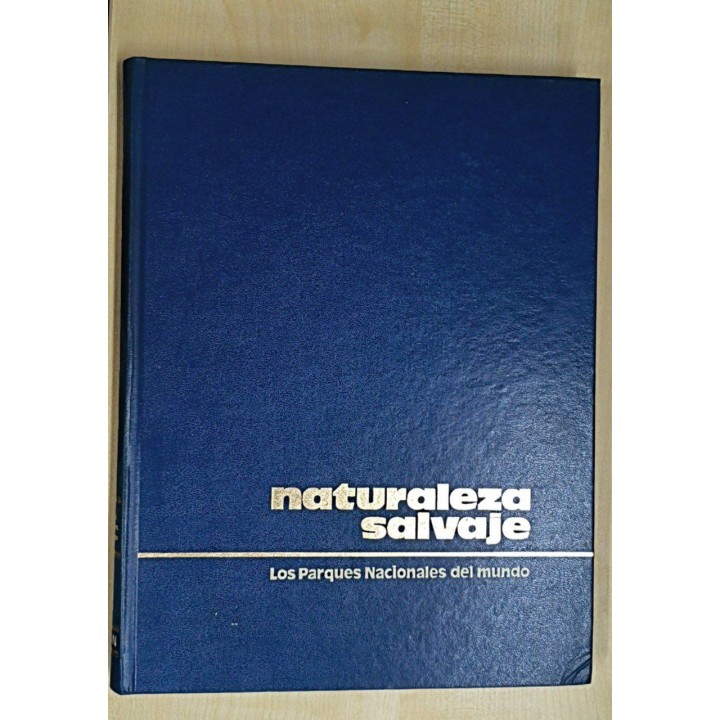 naturaleza
salvaje
Los Parques Nacionales del mundo